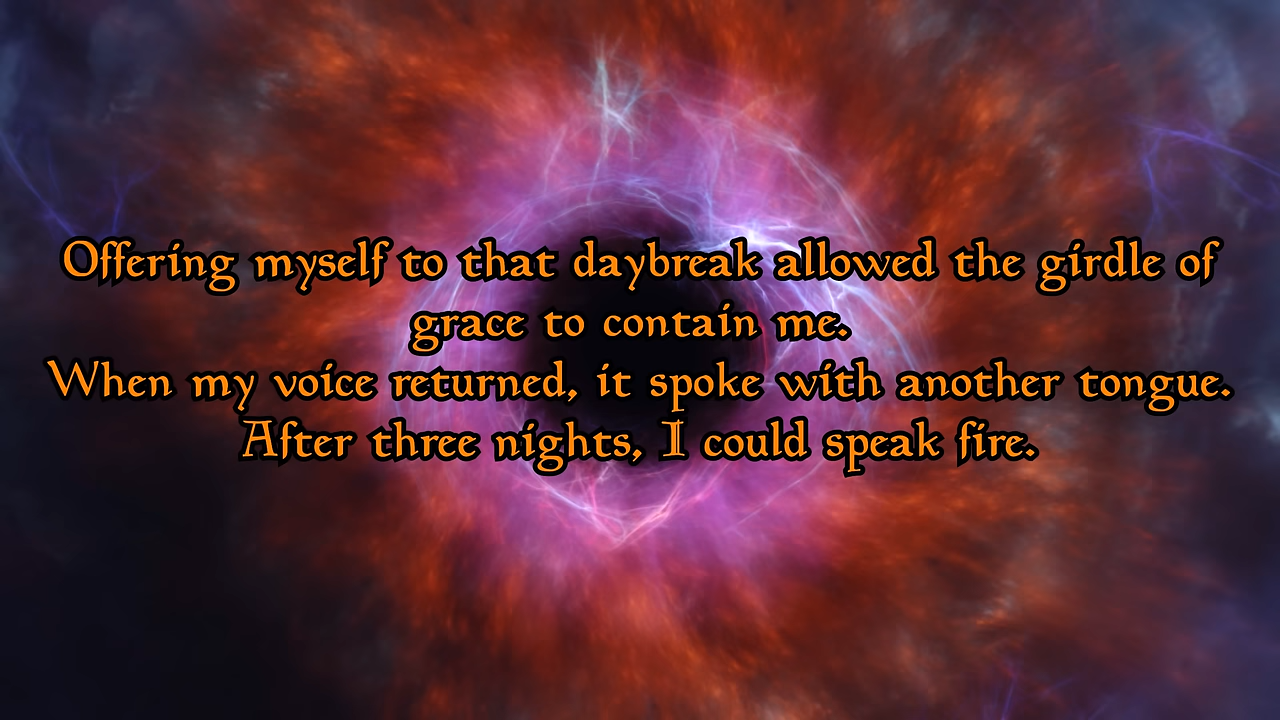 Offering myself to that daybreak allowed the girdle of
grace to contain me.
When my voice returned, it spoke with another tongue.
After three nights, I could speak fire.